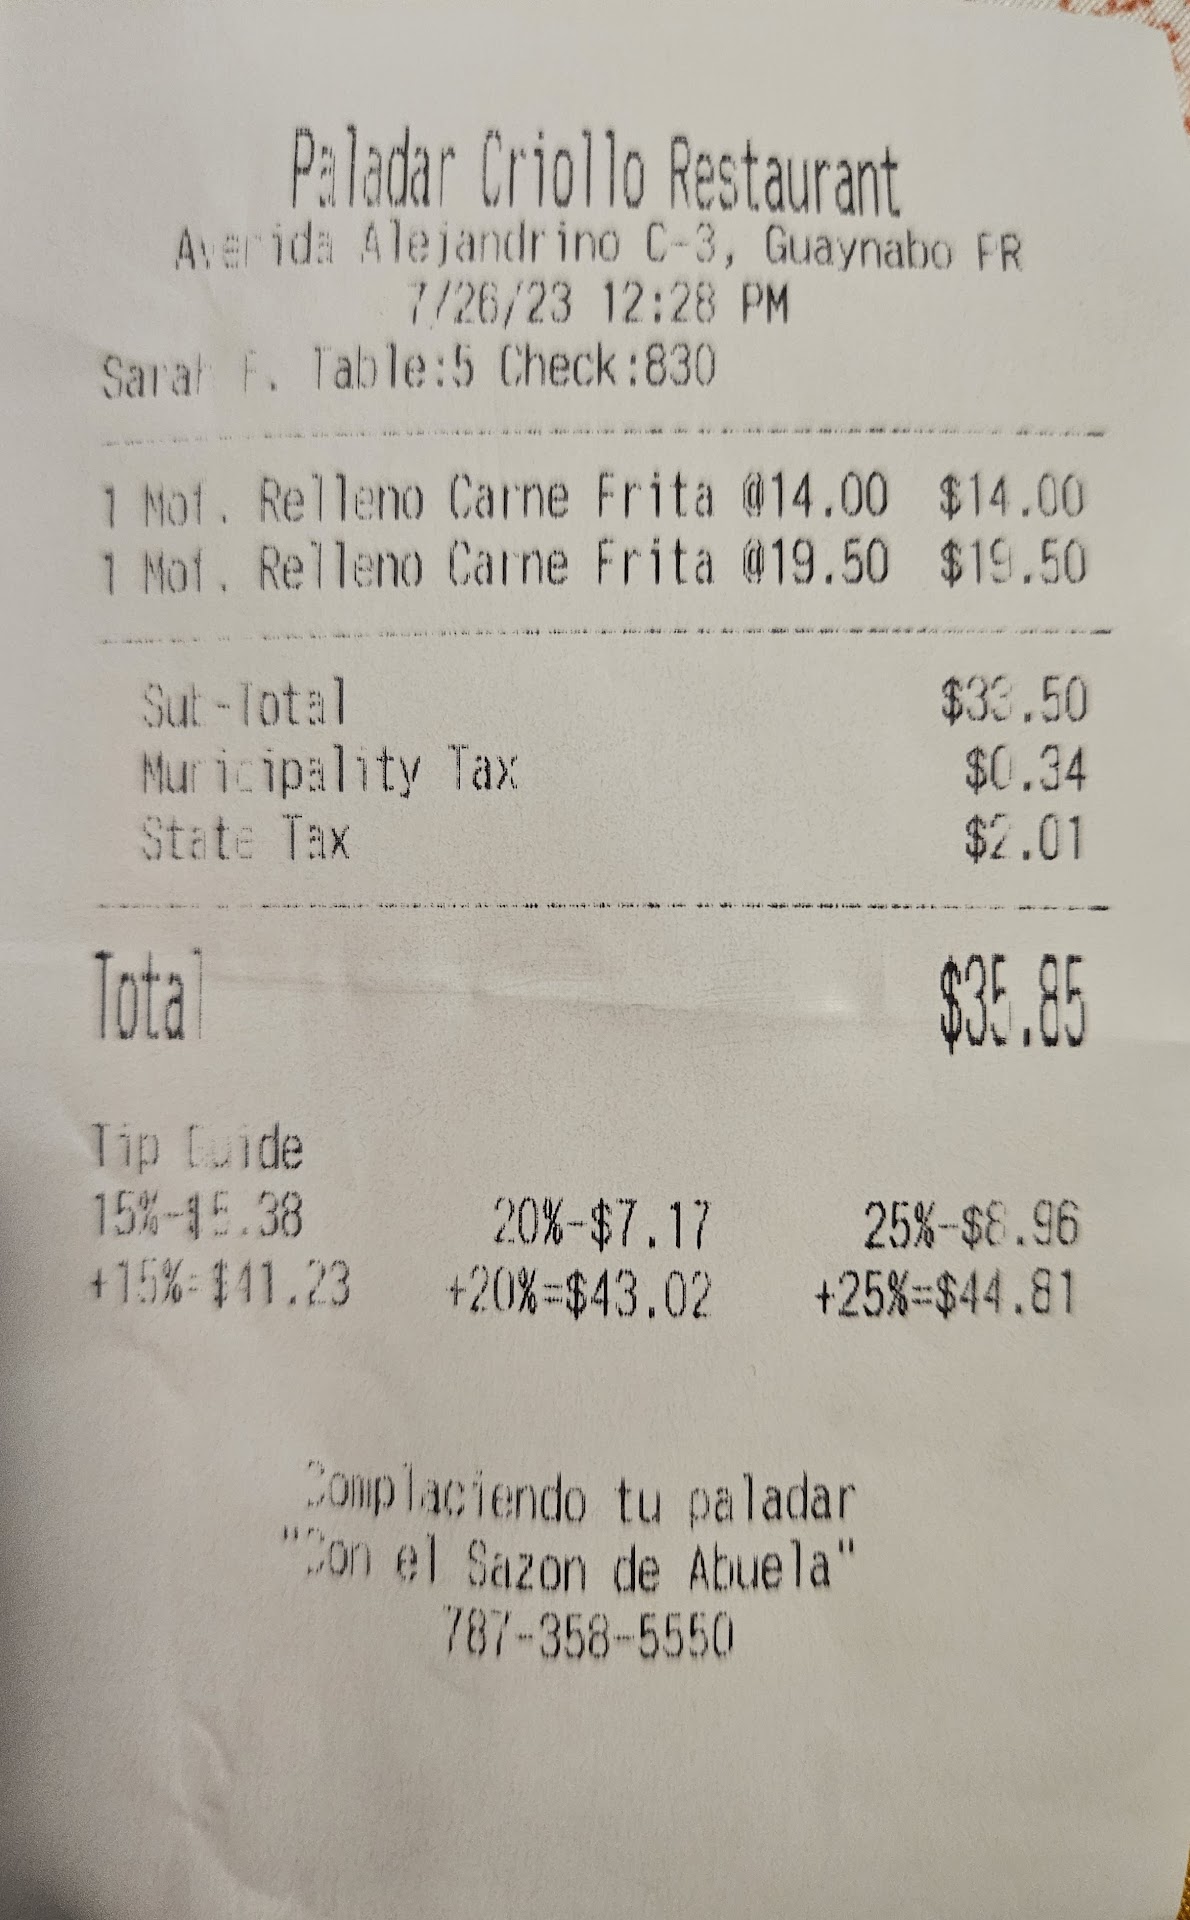 Paladar Criollo Restaurant
Avenida Alejandrino C-3, Guaynabo PR
7/26/23 12:28 PM
Sarah Table:5 Check:830
1 Mof. Relleno Carne Frita @14.00 $14.00
1 Mof. Relleno Carne Frita @19.50 $19.50
Sub-Total $33.50
Municipality Tax $0.34
State Tax $2.01
Total $35.85
Tip Guide
15%-$5.38 20%-$7.17 25%-$8.96
+15%=$41.23 +20%=$43.02 +25%=$44.81
Complaciendo tu paladar
"Con el Sazon de Abuela"
787-358-5550